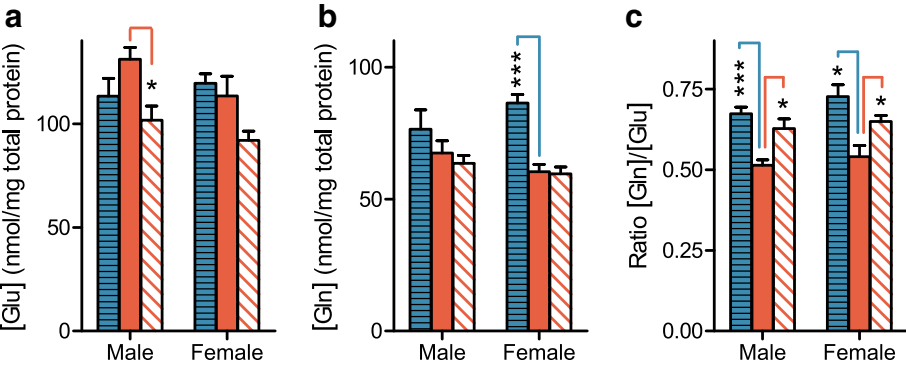 a
[Glu] (nmol/mg total protein)
100
50
0
*
Male
Female
b
[Gln] (nmol/mg total protein)
100
50
0
***
Male
Female
c
Ratio [Gln]/[Glu]
0.75
0.50
0.25
0.00
***
*
*
*
Male
Female